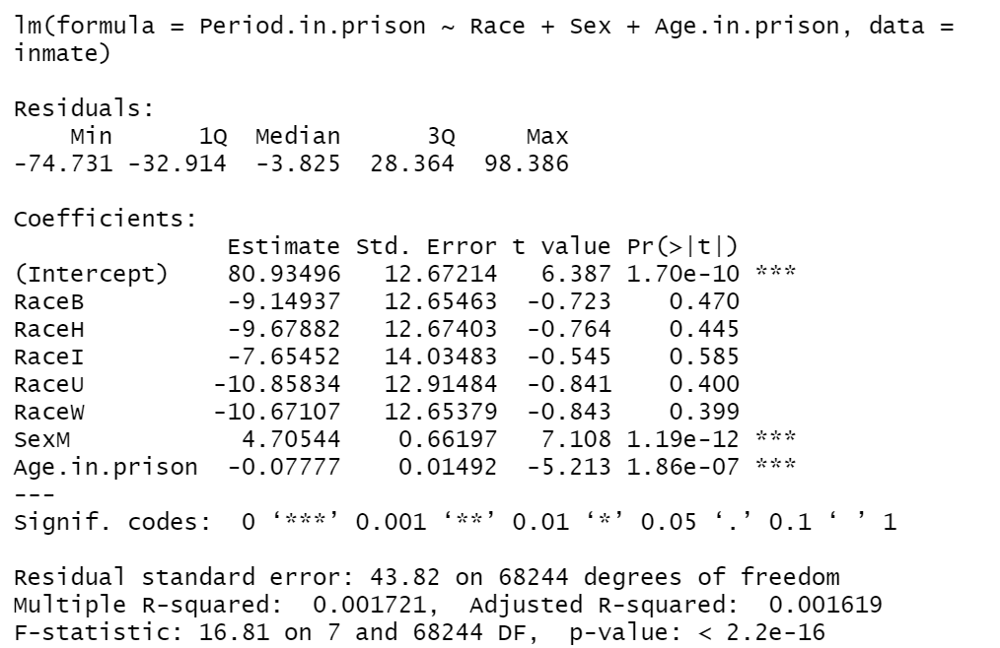 lm(formula = Period.in.prison ~ Race + Sex + Age.in.prison, data =
inmate)
Residuals:
Min 1Q Median 3Q Max
-74.731 -32.914 -3.825 28.364 98.386
Coefficients:
Estimate Std. Error t value Pr(>|t|)
(Intercept) 80.93496 12.67214 6.387 1.70e-10 ***
RaceB -9.14937 12.65463 -0.723 0.470
RaceH -9.67882 12.67403 -0.764 0.445
RaceI -7.65452 14.03483 -0.545 0.585
RaceU -10.85834 12.91484 -0.841 0.400
RaceW -10.67107 12.65379 -0.843 0.399
SexM 4.70544 0.66197 7.108 1.19e-12 ***
Age.in.prison -0.07777 0.01492 -5.213 1.86e-07 ***
---
Signif. codes: 0 ‘***’ 0.001 ‘**’ 0.01 ‘*’ 0.05 ‘.’ 0.1 ‘ ’ 1
Residual standard error: 43.82 on 68244 degrees of freedom
Multiple R-squared: 0.001721, Adjusted R-squared: 0.001619
F-statistic: 16.81 on 7 and 68244 DF, p-value: < 2.2e-16